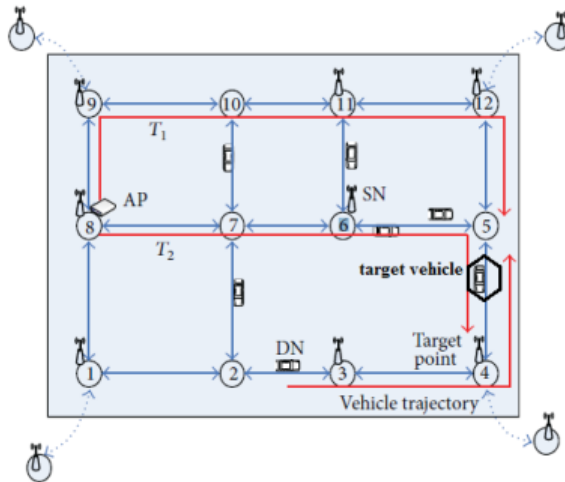 9
10
11
12
T1
AP
SN
8
7
6
5
T2
target vehicle
Target
point
DN
1
2
3
4
Vehicle trajectory